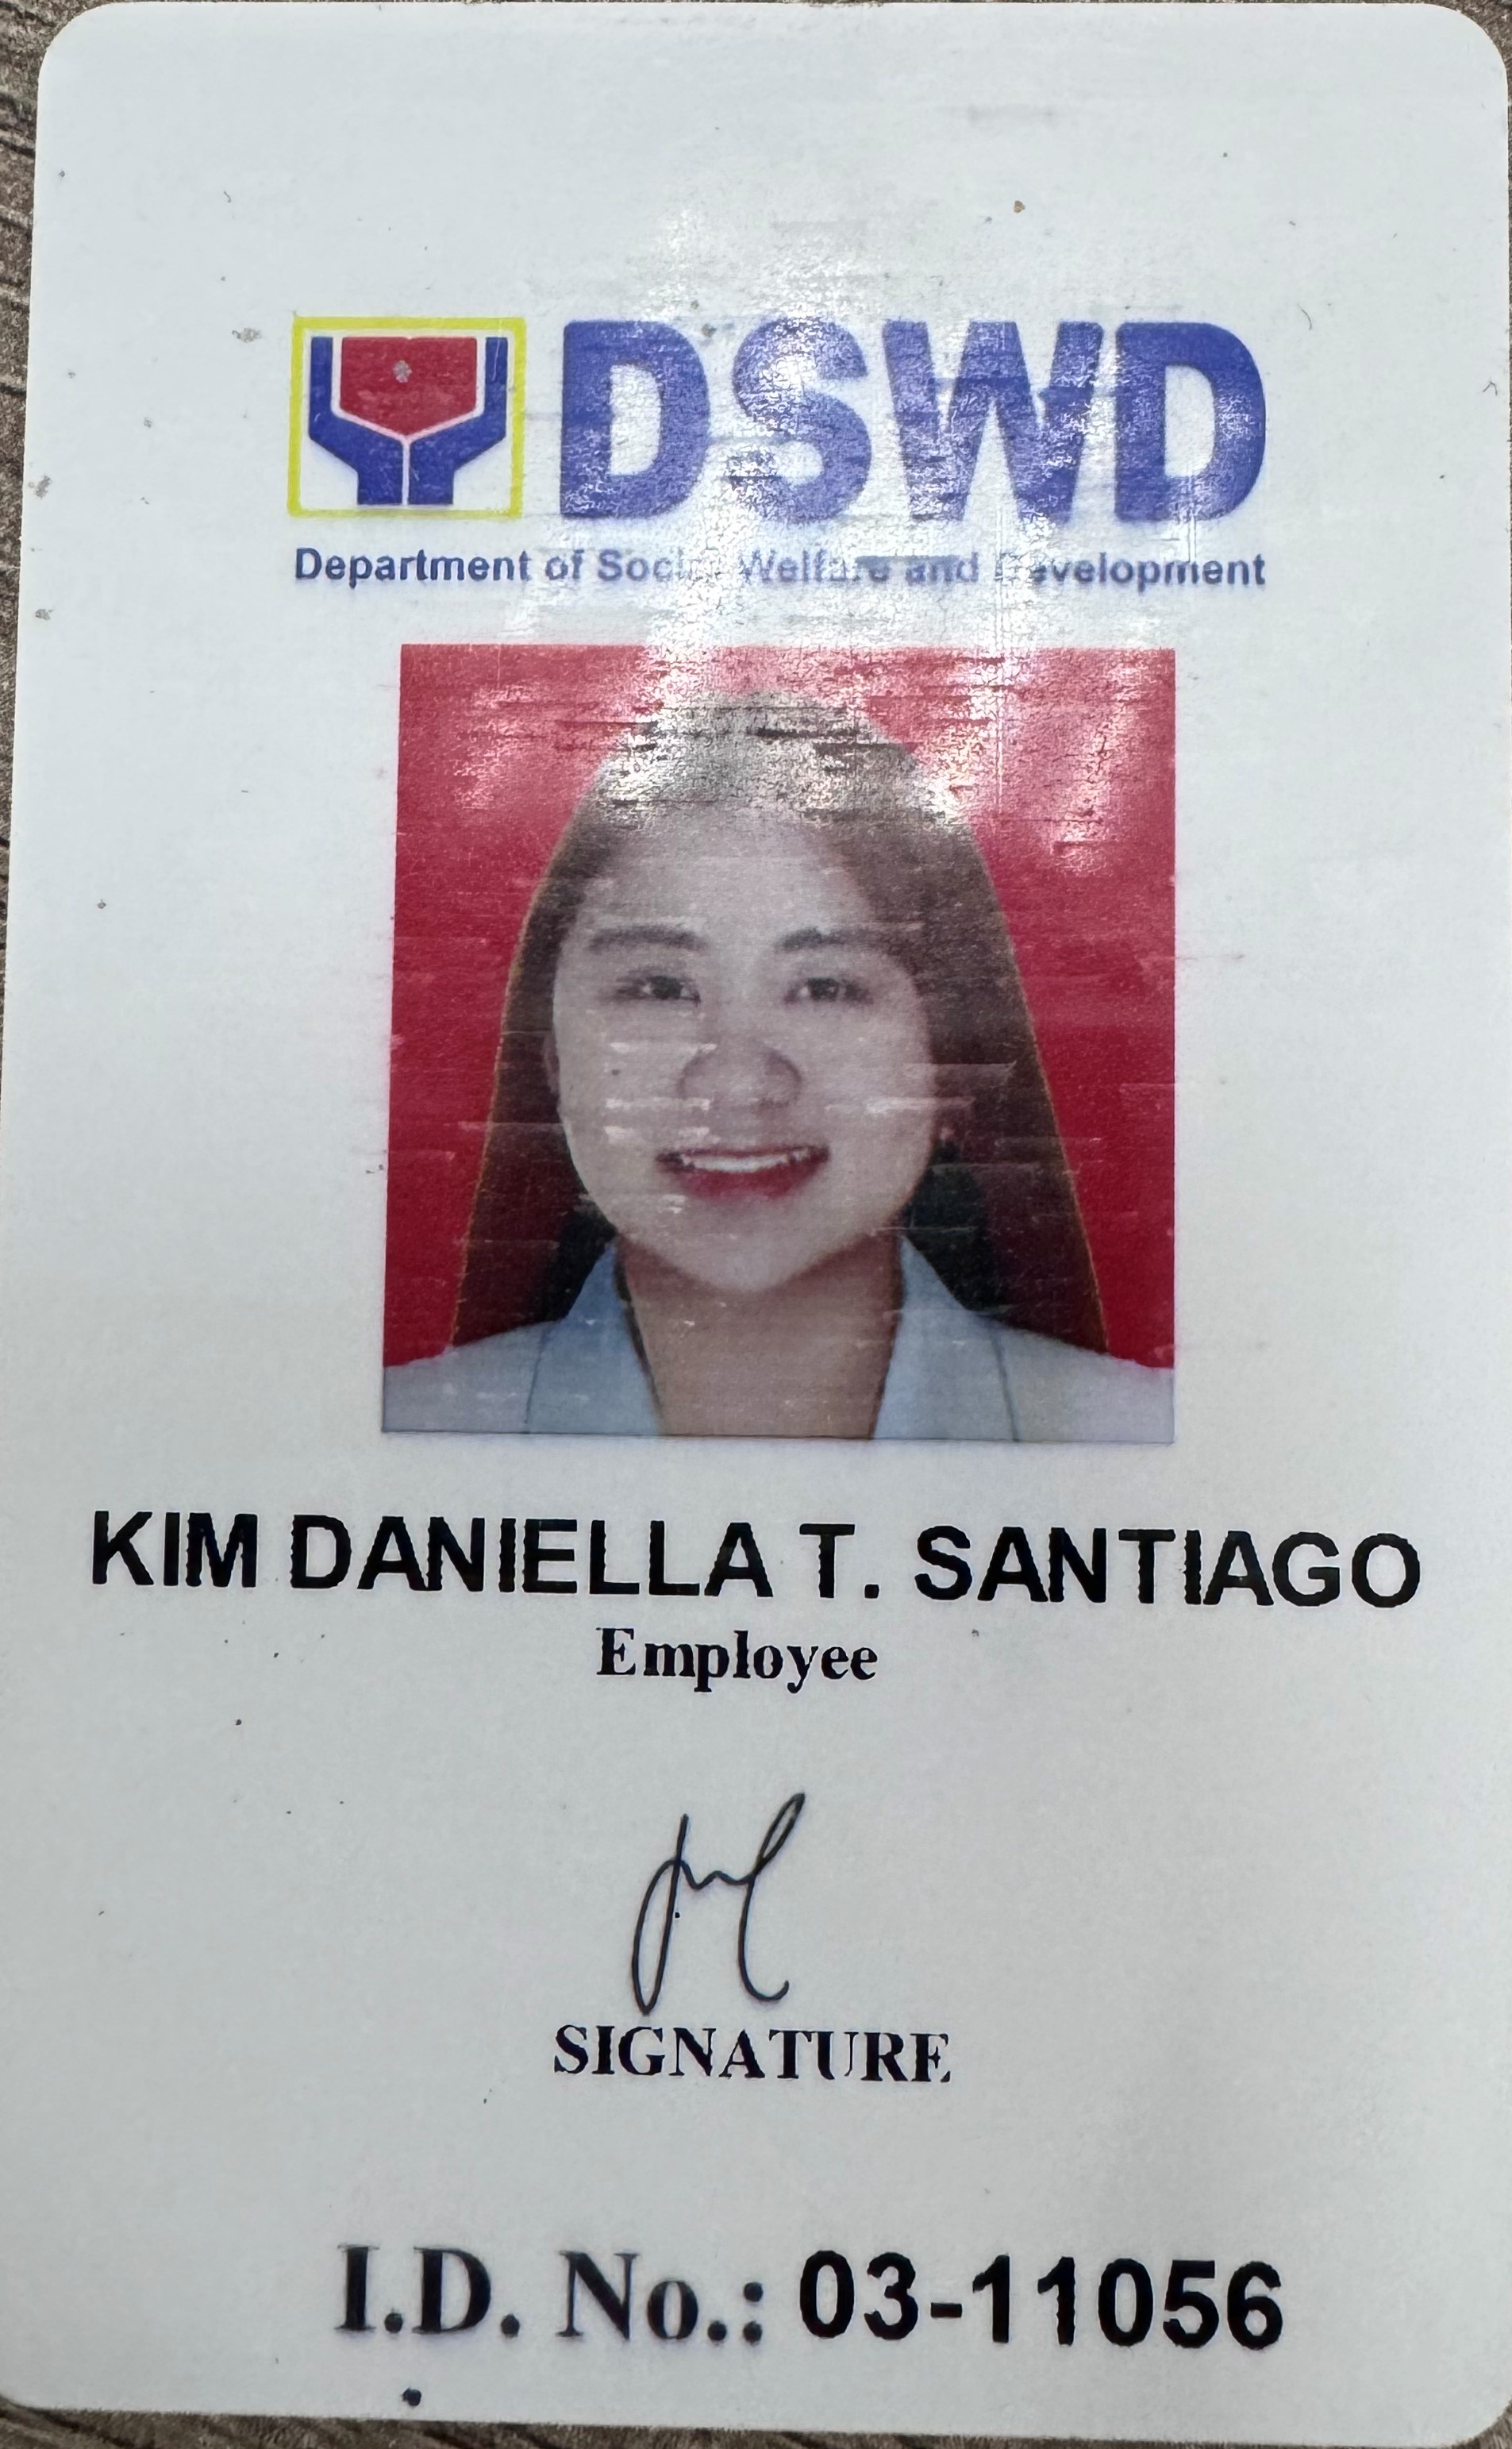 DSWD
Department of Social Welfare and Development
KIM DANIELLA T. SANTIAGO
Employee
SIGNATURE
I.D. No.: 03-11056